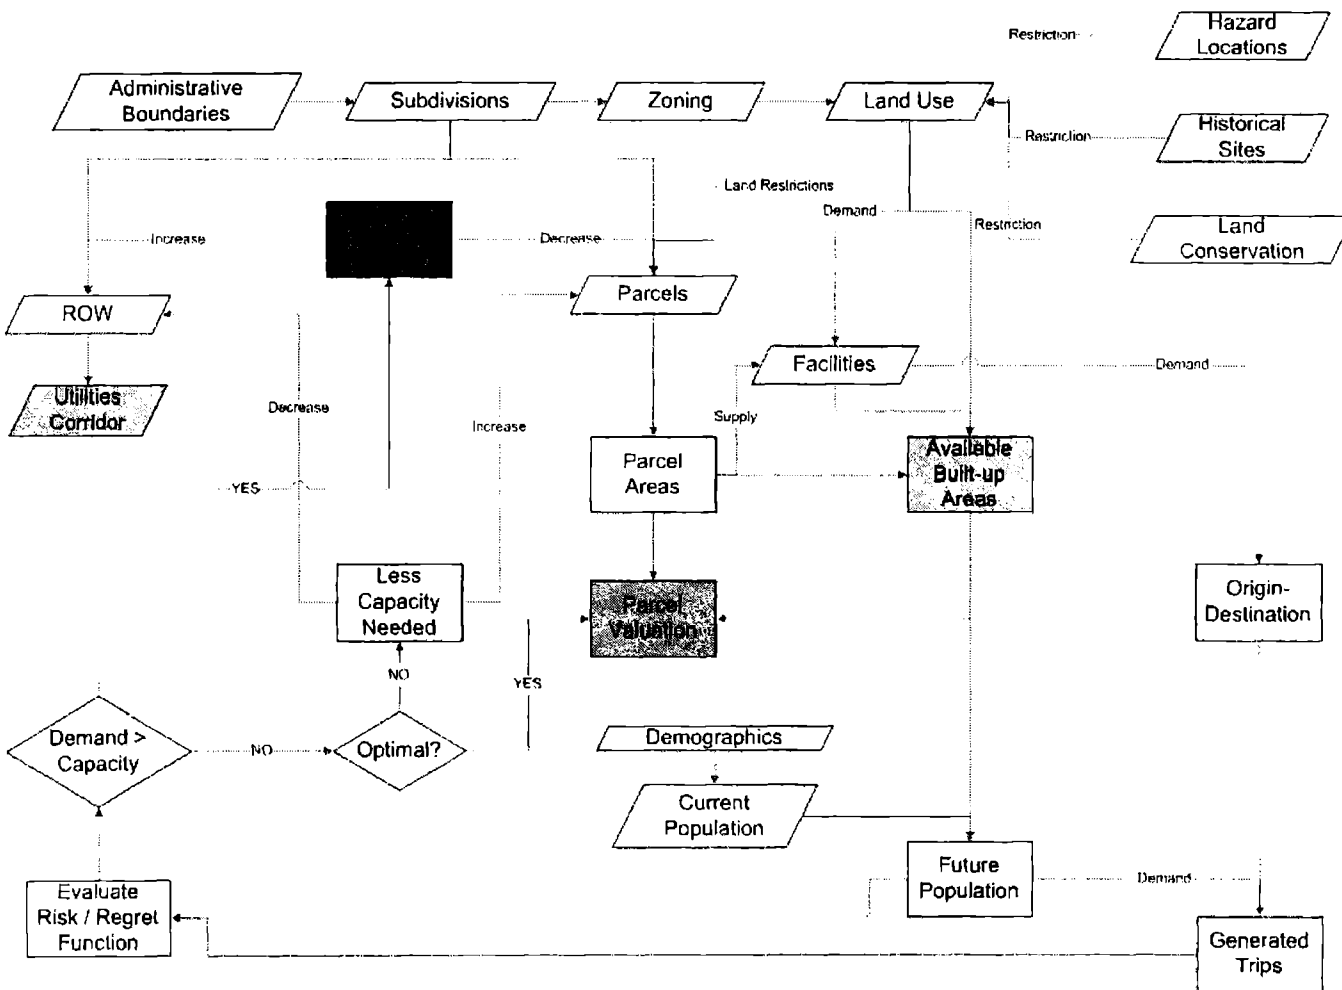 Restriction
Hazard
Locations
Administrative
Boundaries
Subdivisions
Zoning
Land Use
Restriction
Historical
Sites
Land Restrictions
Demand
Restriction
Land
Conservation
Increase
Decrease
ROW
Parcels
Utilities
Corridor
Facilities
Demand
Decrease
Increase
Supply
Parcel
Areas
Available
Built-up
Areas
YES
Less
Capacity
Needed
Parcel
Valuation
Origin-
Destination
NO
YES
Demand >
Capacity
NO
Optimal?
Demographics
Current
Population
Evaluate
Risk / Regret
Function
Future
Population
Demand
Generated
Trips